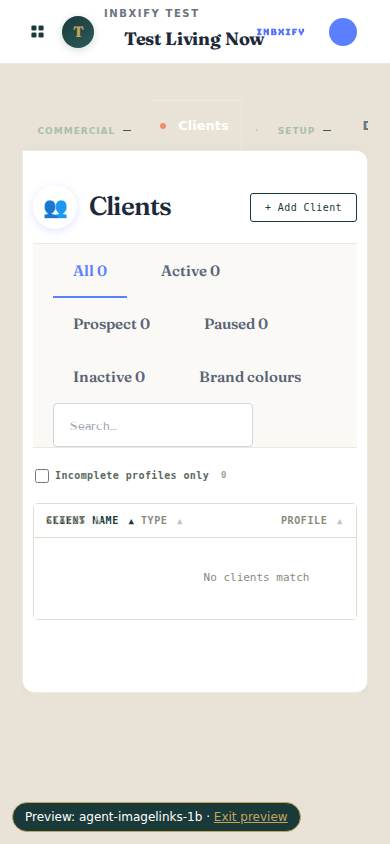 INBXIFY TEST
T
Test Living Now
INBXIFY
COMMERCIAL —
Clients
SETUP —
👥 Clients
+ Add Client
All 0
Active 0
Prospect 0
Paused 0
Inactive 0
Brand colours
Search…
Incomplete profiles only 0
CLIENT NAME ▲ TYPE ▲ PROFILE ▲
No clients match
Preview: agent-imagelinks-1b · Exit preview